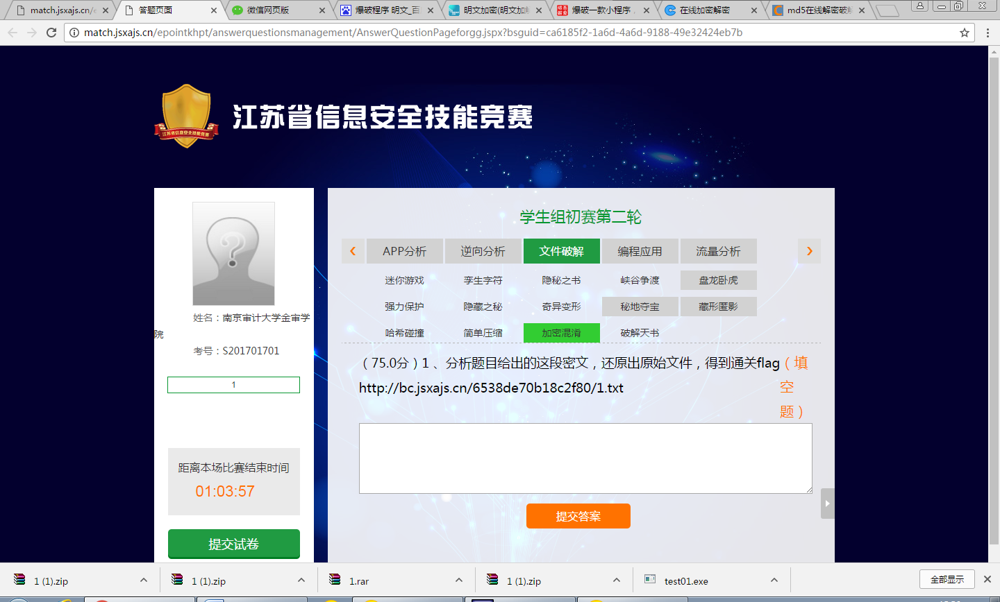 match.jsxajs.cn/e
答题页面
微信网页版
爆破程序 明文_百
明文加密(明文加解
爆破一款小程序
在线加密解密
md5在线解密破解
match.jsxajs.cn/epointkhpt/answerquestionsmanagement/AnswerQuestionPageforgg.jspx?bsguid=ca6185f2-1a6d-4a6d-9188-49e32424eb7b
江苏省信息安全技能竞赛
江苏省信息安全技能竞赛
姓名：南京审计大学金审学
院
考号：S201701701
1
距离本场比赛结束时间
01:03:57
提交试卷
学生组初赛第二轮
APP分析 逆向分析 文件破解 编程应用 流量分析
迷你游戏 孪生字符 隐秘之书 峡谷争渡 盘龙卧虎
强力保护 隐藏之秘 奇异变形 秘地夺宝 藏形匿影
哈希碰撞 简单压缩 加密混淆 破解天书
（75.0分）1 、分析题目给出的这段密文，还原出原始文件，得到通关flag（填
http://bc.jsxajs.cn/6538de70b18c2f80/1.txt 空
题）
提交答案
1 (1).zip
1 (1).zip
1.rar
1 (1).zip
test01.exe
全部显示